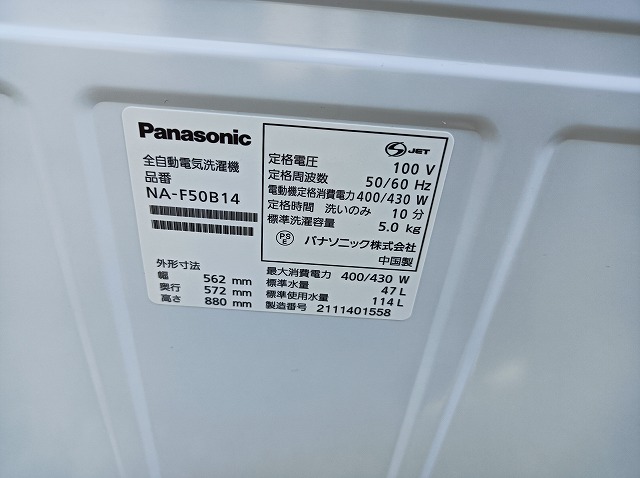 Panasonic
全自動電気洗濯機
品番
NA-F50B14
外形寸法
幅 562 mm
奥行 572 mm
高さ 880 mm
S JET
定格電圧 100 V
定格周波数 50/60 Hz
電動機定格消費電力 400/430 W
定格時間 洗いのみ 10 分
標準洗濯容量 5.0 kg
PS E パナソニック株式会社
中国製
最大消費電力 400/430 W
標準水量 47 L
標準使用水量 114 L
製造番号 2111401558